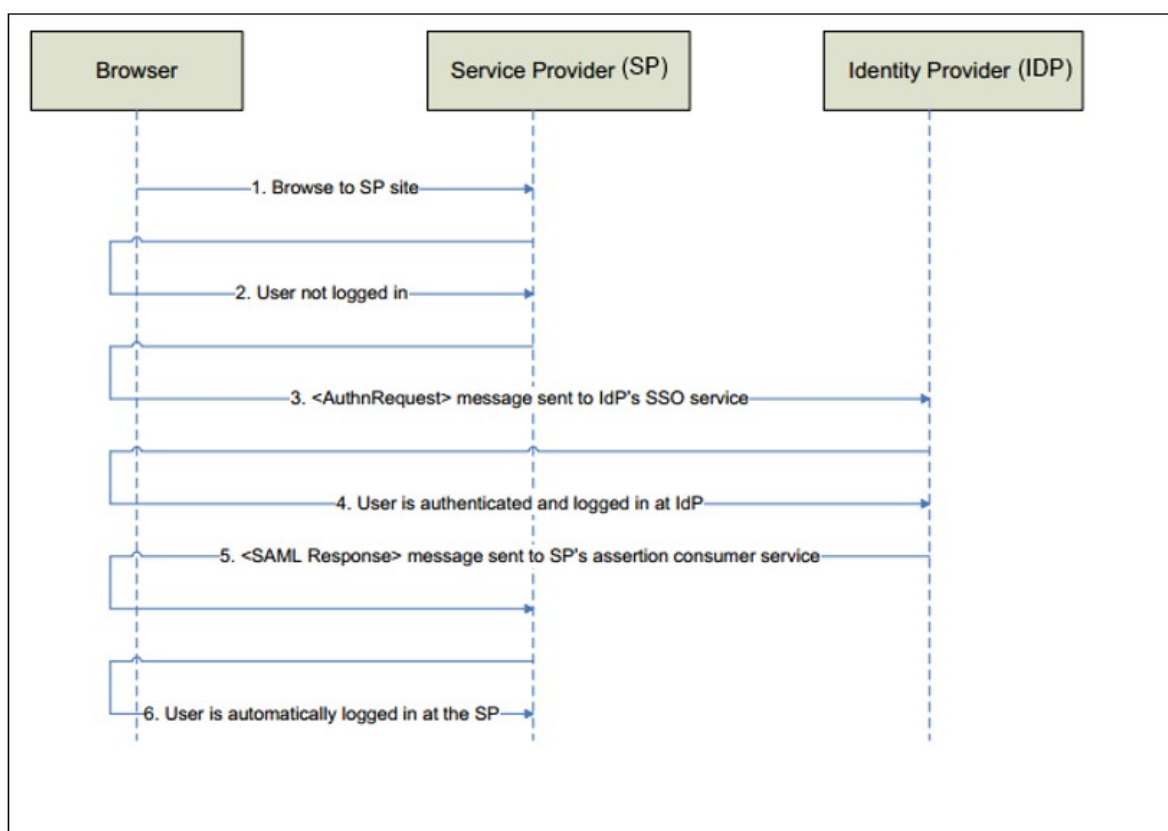 Browser
Service Provider (SP)
Identity Provider (IDP)
1. Browse to SP site
2. User not logged in
3. <AuthnRequest> message sent to IdP's SSO service
4. User is authenticated and logged in at IdP
5. <SAML Response> message sent to SP's assertion consumer service
6. User is automatically logged in at the SP